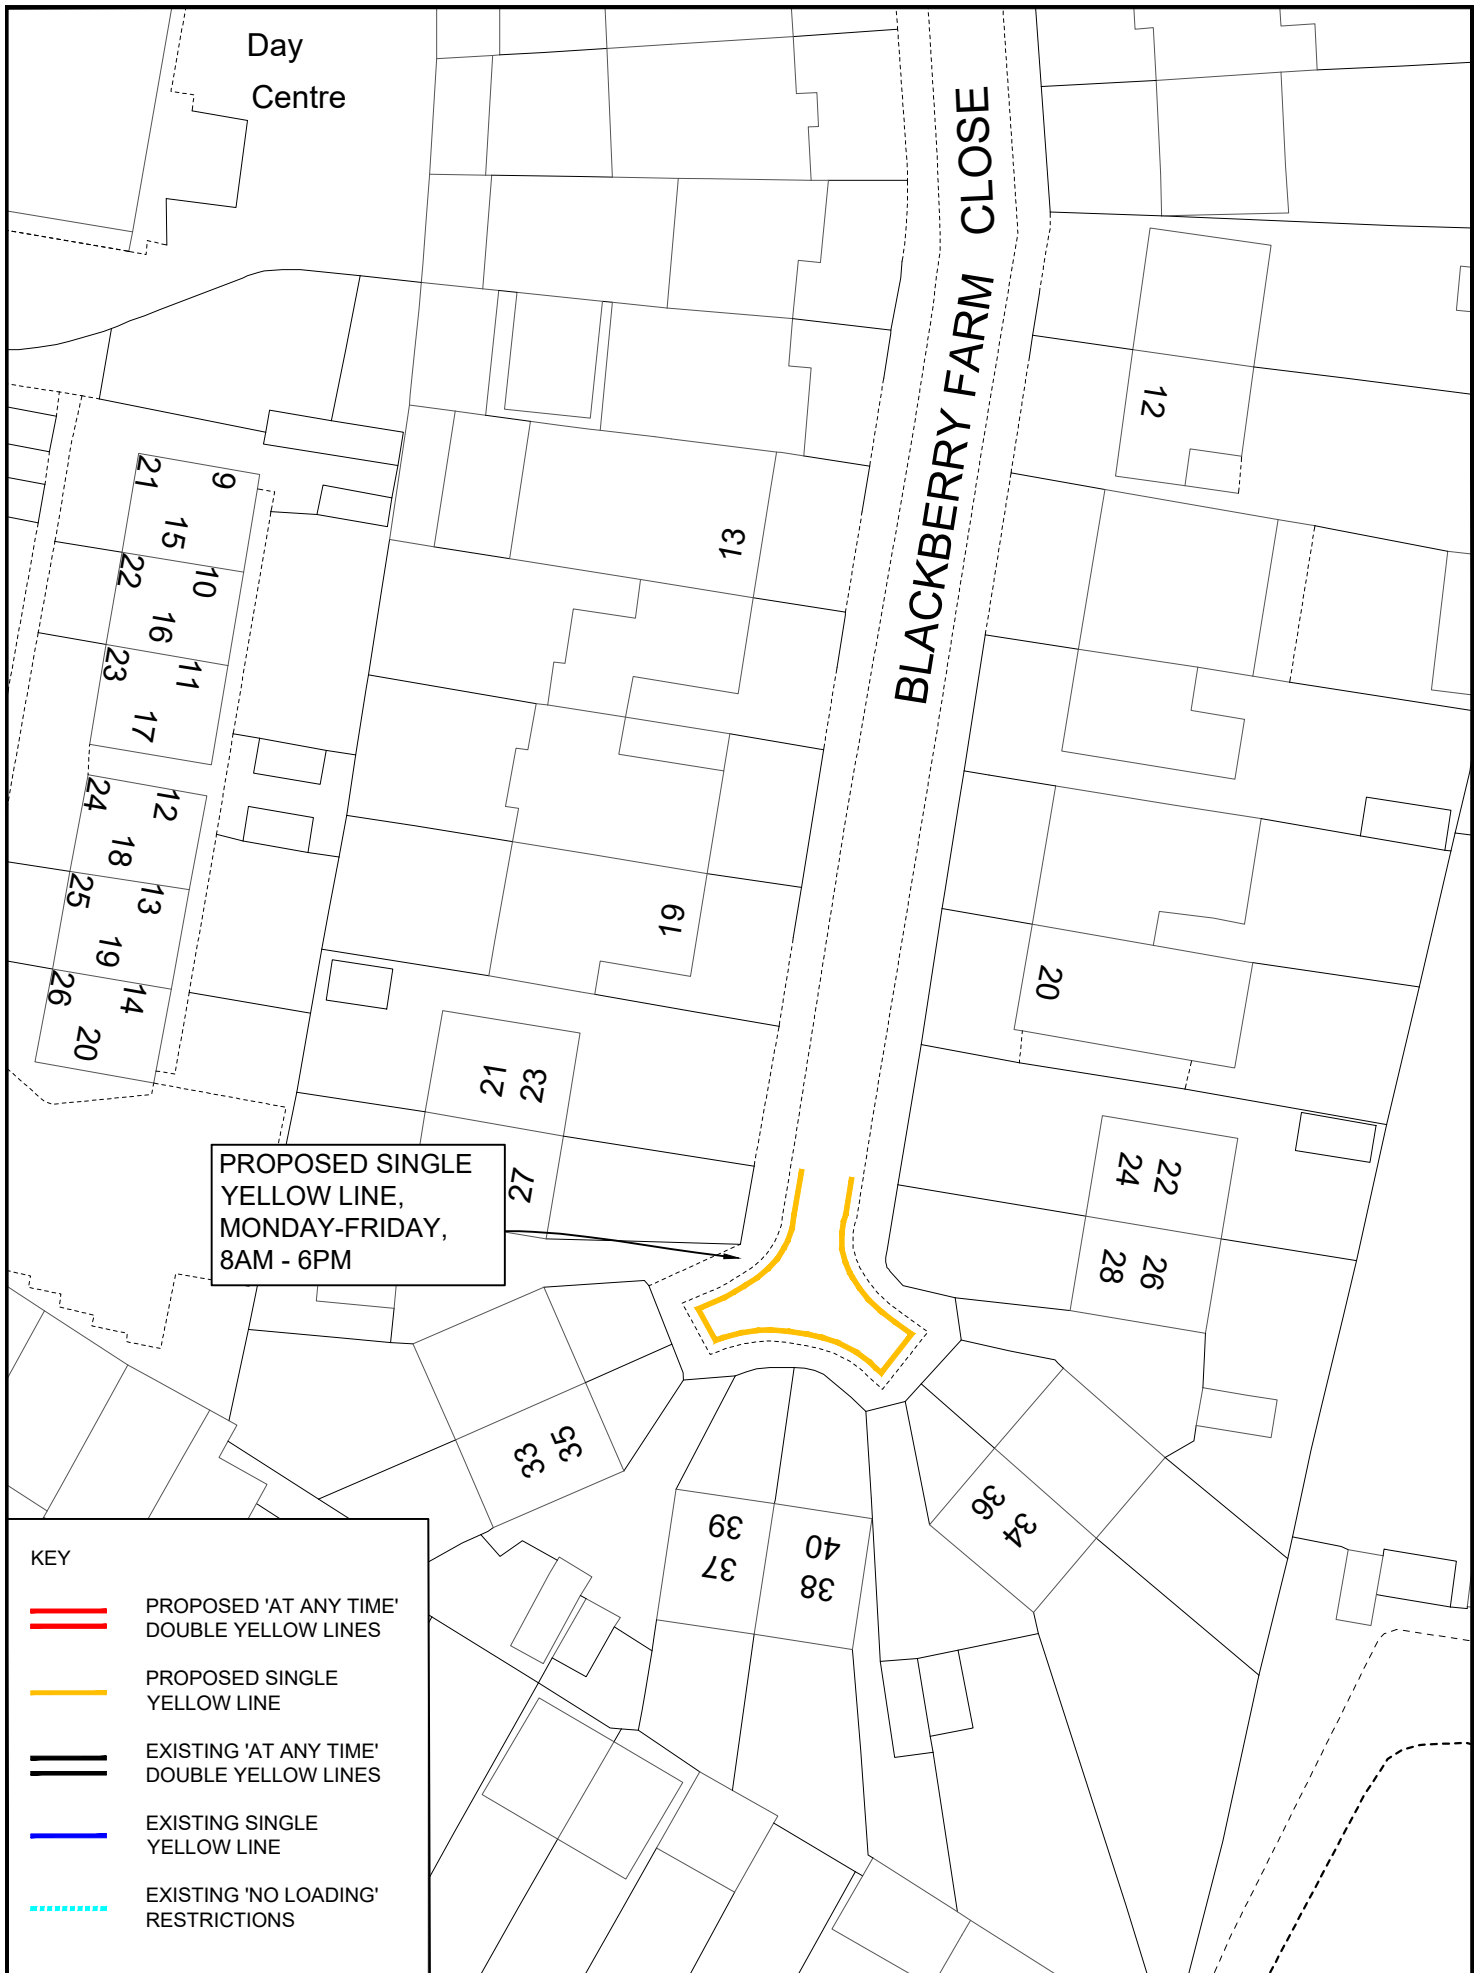 Day
Centre
BLACKBERRY FARM CLOSE
12
13
9
21
15
10
22
16
11
23
17
12
24
18
13
25
19
14
26
20
19
20
21
23
27
22
24
26
28
PROPOSED SINGLE
YELLOW LINE,
MONDAY-FRIDAY,
8AM - 6PM
33
35
36
34
39
37
40
38
KEY
PROPOSED 'AT ANY TIME'
DOUBLE YELLOW LINES
PROPOSED SINGLE
YELLOW LINE
EXISTING 'AT ANY TIME'
DOUBLE YELLOW LINES
EXISTING SINGLE
YELLOW LINE
EXISTING 'NO LOADING'
RESTRICTIONS